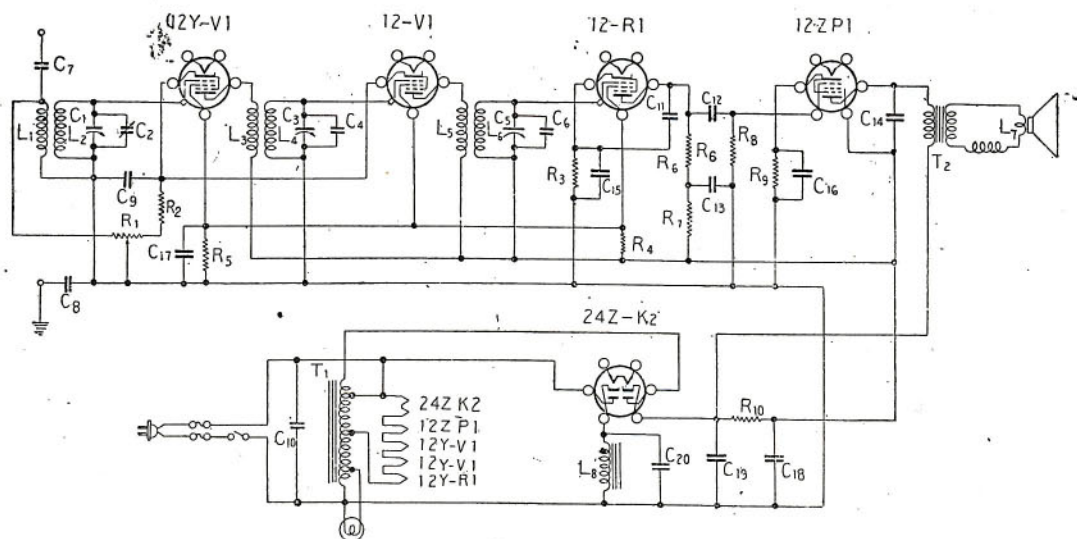 12Y-V1 12-V1 12-R1 12-ZP1
C7
L1 L2 C1 C2 L3 L4 C3 C4 L5 L6 C5 C6 C11 C12 C14
R6 R6 R8 T2 L7
R3 C15 R9 C16
C9 R2 C13
R1 R7
C17 R5 R4
C8
24Z-K2
T1
24Z K2
12Z P1
12Y-V1
12Y-V1
12Y-R1
R10
C10 L8 C20 C19 C18